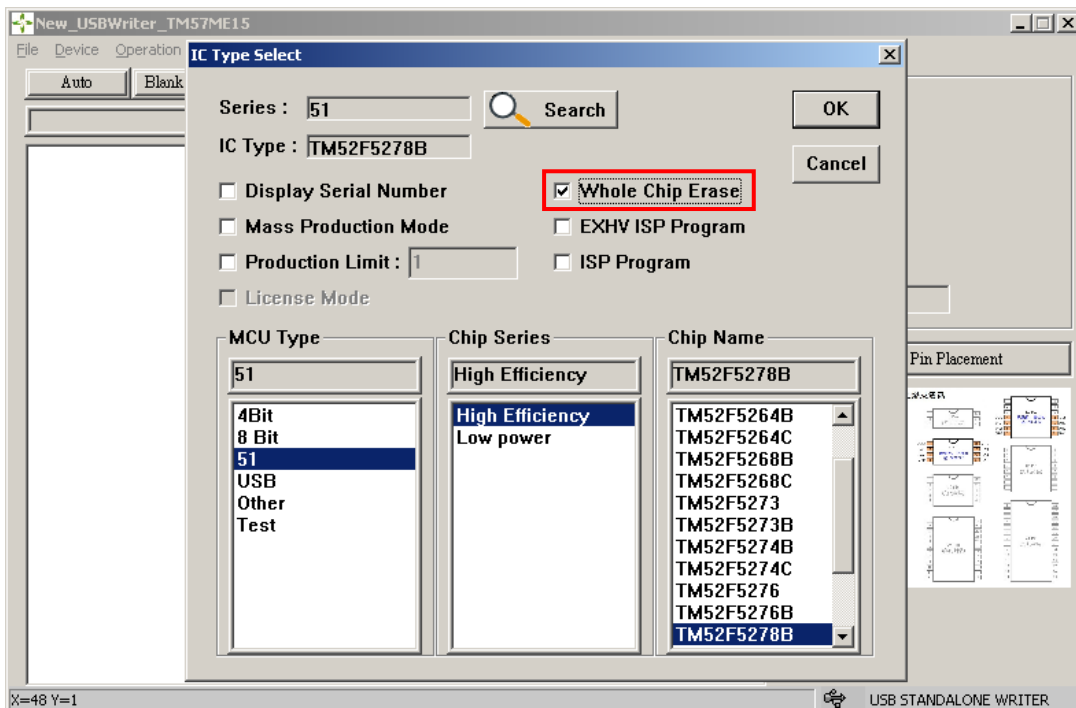 New_USBWriter_TM57ME15
File Device Operation
IC Type Select
Auto Blank
Series : 51 Search OK
IC Type : TM52F5278B
Cancel
Display Serial Number Whole Chip Erase
Mass Production Mode EXHV ISP Program
Production Limit : 1 ISP Program
License Mode
MCU Type Chip Series Chip Name
Pin Placement
51 High Efficiency TM52F5278B
4Bit High Efficiency TM52F5264B
8 Bit Low power TM52F5264C
51 TM52F5268B
USB TM52F5268C
Other TM52F5273
Test TM52F5273B
TM52F5274B
TM52F5274C
TM52F5276
TM52F5276B
TM52F5278B
X=48 Y=1 USB STANDALONE WRITER